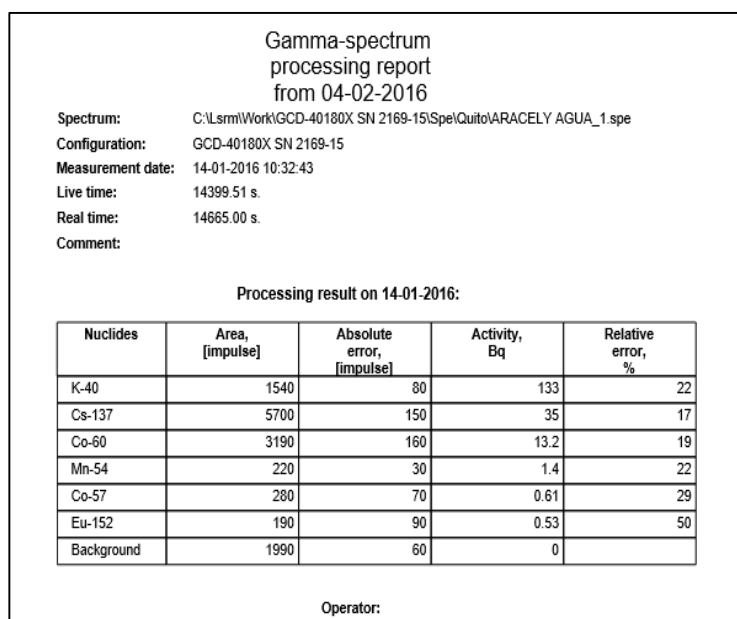 Gamma-spectrum
processing report
from 04-02-2016
Spectrum: C:\Lsrm\Work\GCD-40180X SN 2169-15\Spe\Quito\ARACELY AGUA_1.spe
Configuration: GCD-40180X SN 2169-15
Measurement date: 14-01-2016 10:32:43
Live time: 14399.51 s.
Real time: 14665.00 s.
Comment:
Processing result on 14-01-2016:
Nuclides Area, [impulse] Absolute error, [impulse] Activity, Bq Relative error, %
K-40 1540 80 133 22
Cs-137 5700 150 35 17
Co-60 3190 160 13.2 19
Mn-54 220 30 1.4 22
Co-57 280 70 0.61 29
Eu-152 190 90 0.53 50
Background 1990 60 0
Operator: